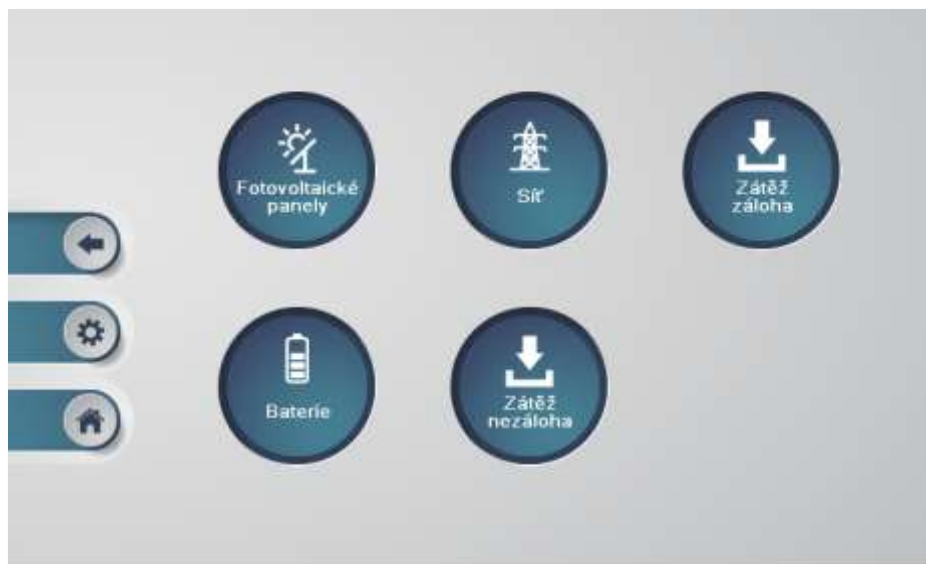 Fotovoltaické
panely
Síť
Zátěž
záloha
Baterie
Zátěž
nezáloha